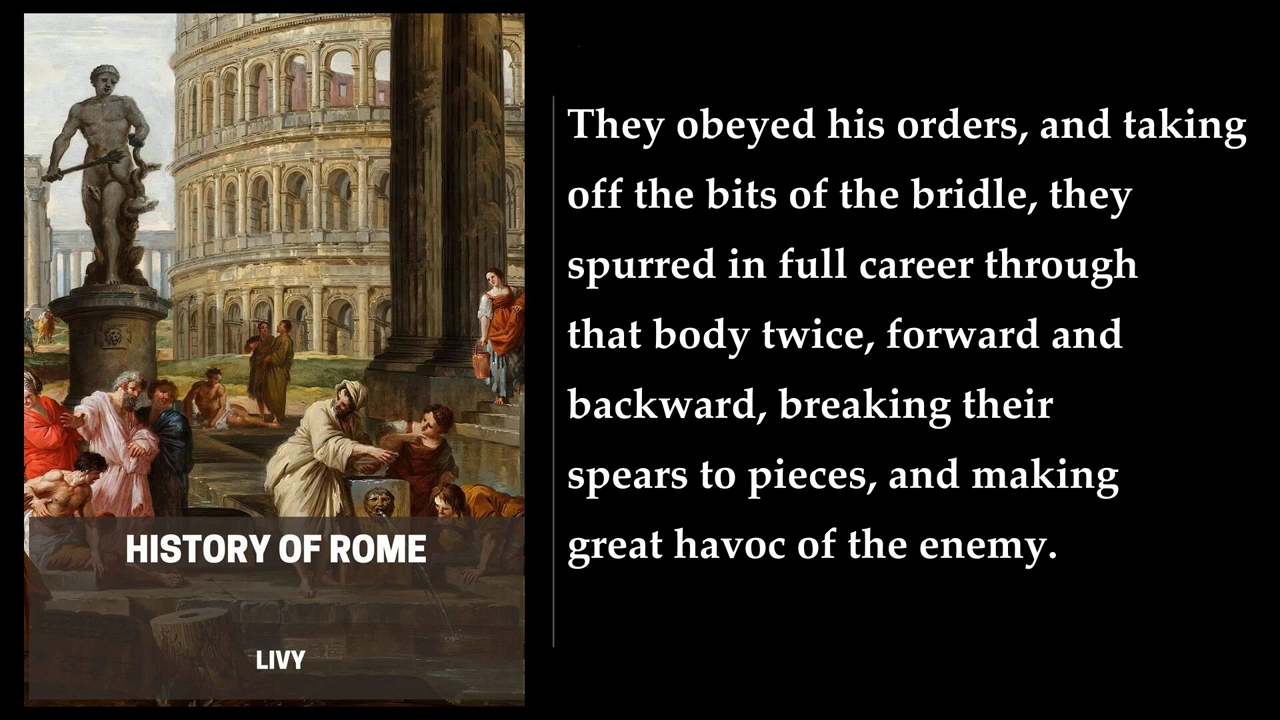 HISTORY OF ROME
LIVY
They obeyed his orders, and taking
off the bits of the bridle, they
spurred in full career through
that body twice, forward and
backward, breaking their
spears to pieces, and making
great havoc of the enemy.